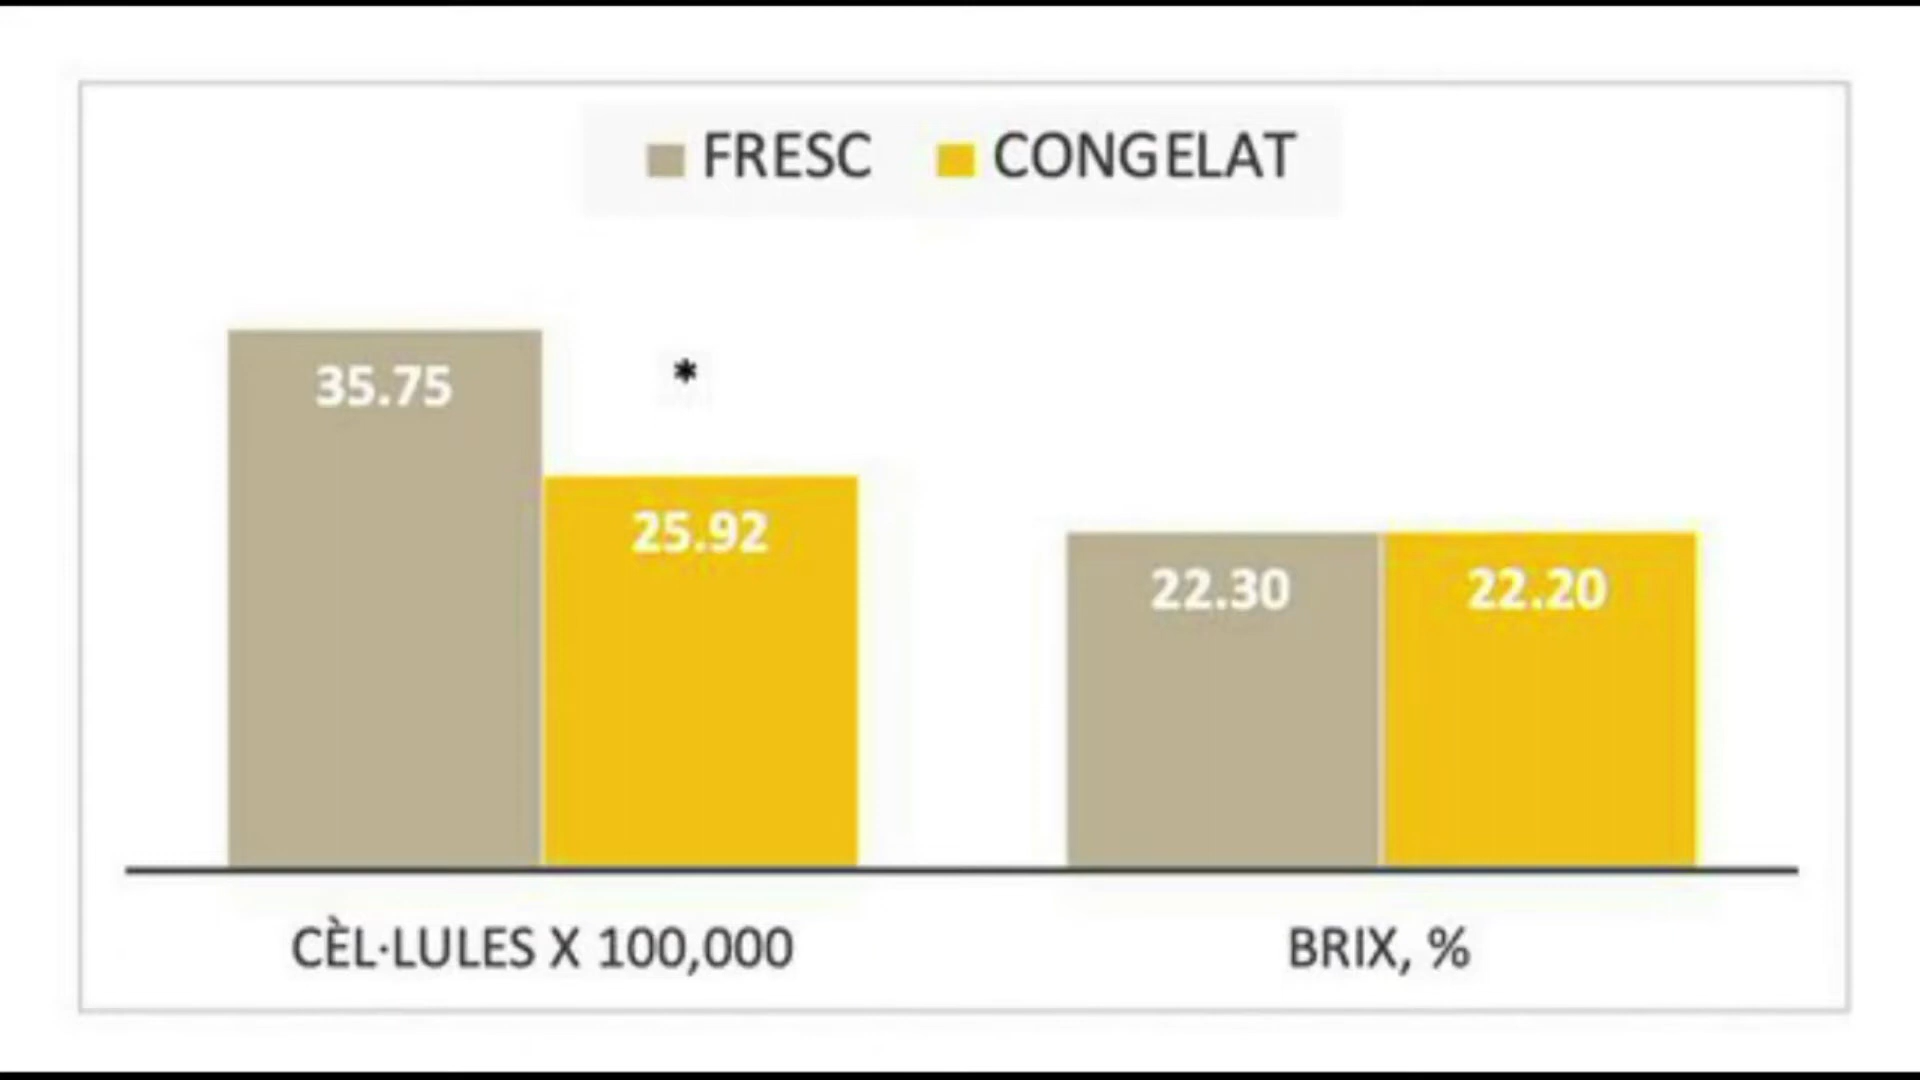 FRESC CONGELAT
35.75
*
25.92
22.30 22.20
CÈL·LULES X 100,000 BRIX, %